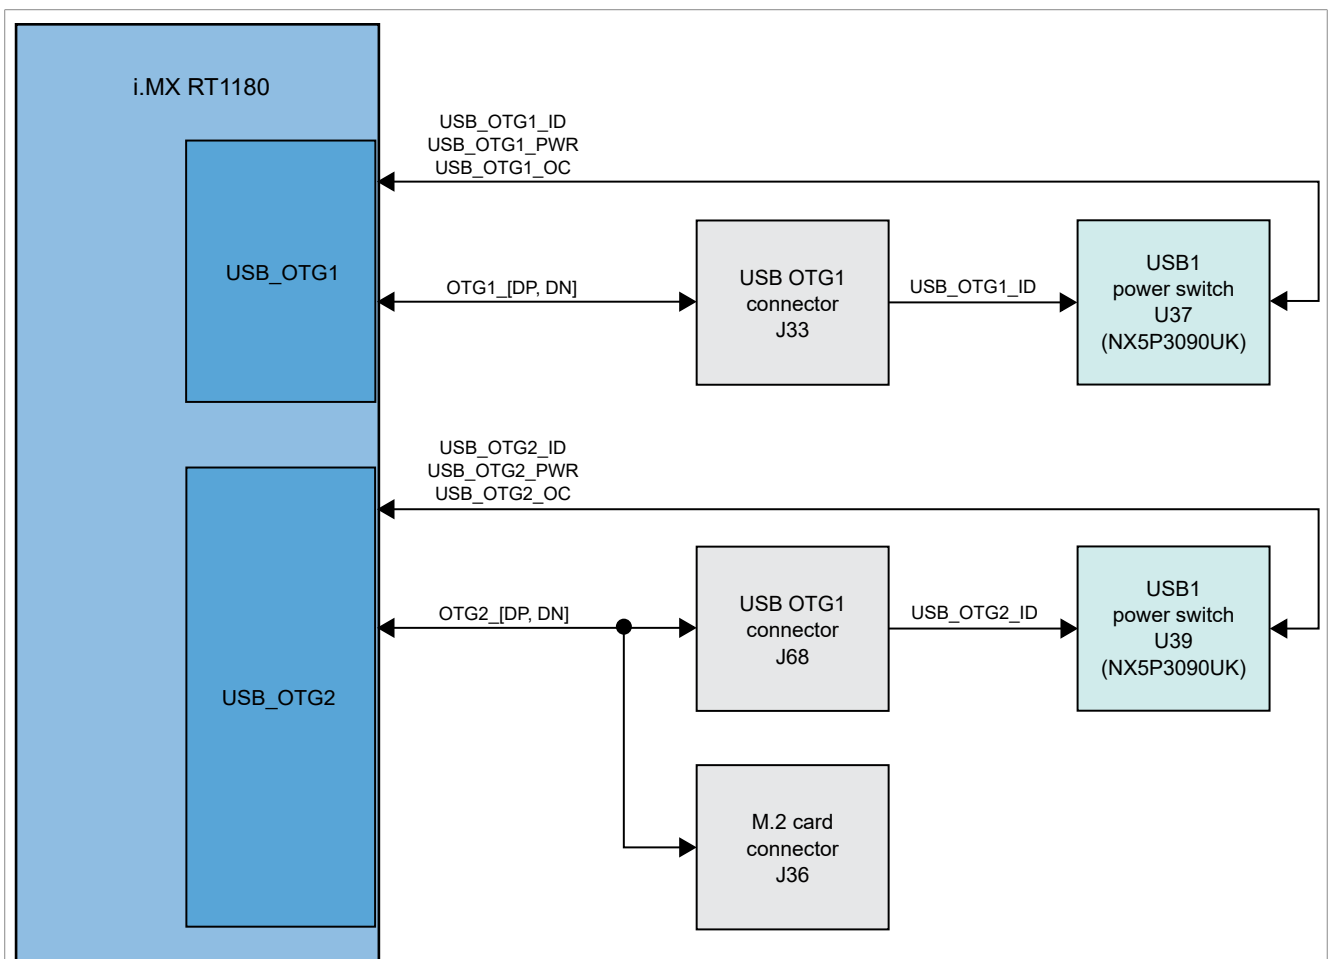 i.MX RT1180
USB_OTG1_ID
USB_OTG1_PWR
USB_OTG1_OC
USB_OTG1
OTG1_[DP, DN]
USB OTG1
connector
J33
USB_OTG1_ID
USB1
power switch
U37
(NX5P3090UK)
USB_OTG2_ID
USB_OTG2_PWR
USB_OTG2_OC
USB_OTG2
OTG2_[DP, DN]
USB OTG1
connector
J68
USB_OTG2_ID
USB1
power switch
U39
(NX5P3090UK)
M.2 card
connector
J36